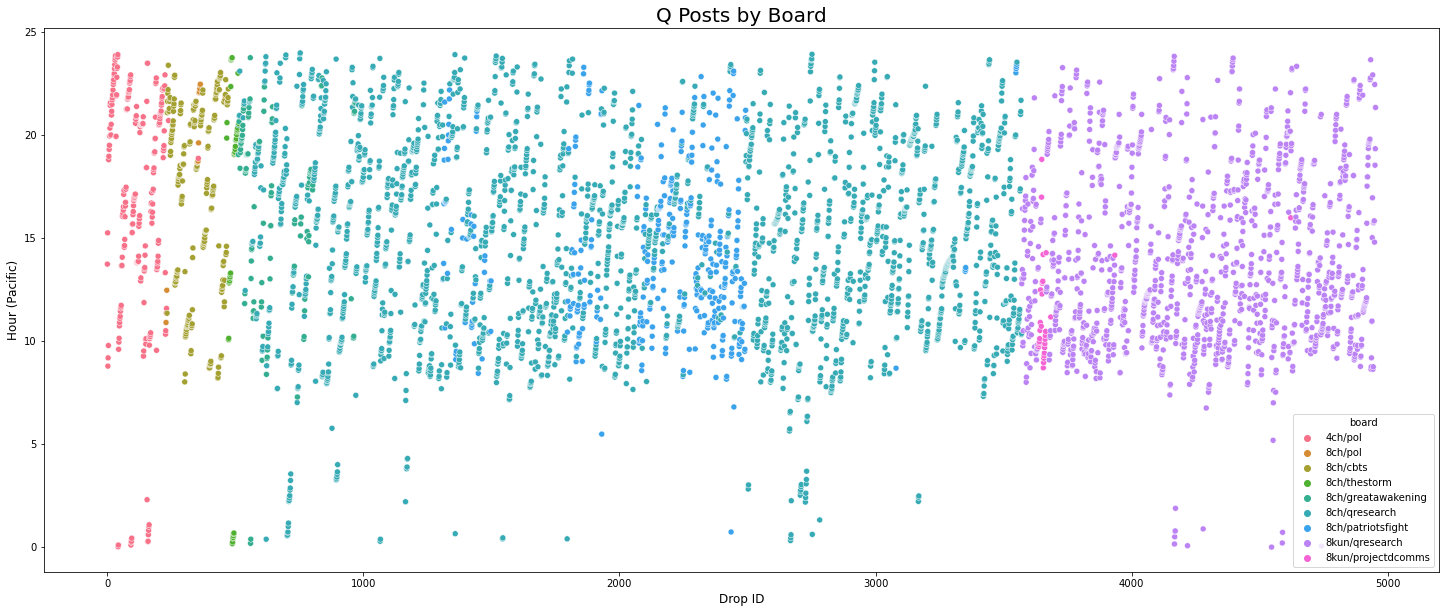 Q Posts by Board
25
20
15
10
5
0
Hour (Pacific)
0 1000 2000 3000 4000 5000
Drop ID
board
4ch/pol
8ch/pol
8ch/cbts
8ch/thestorm
8ch/greatawakening
8ch/qresearch
8ch/patriotsfight
8kun/qresearch
8kun/projectdcomms